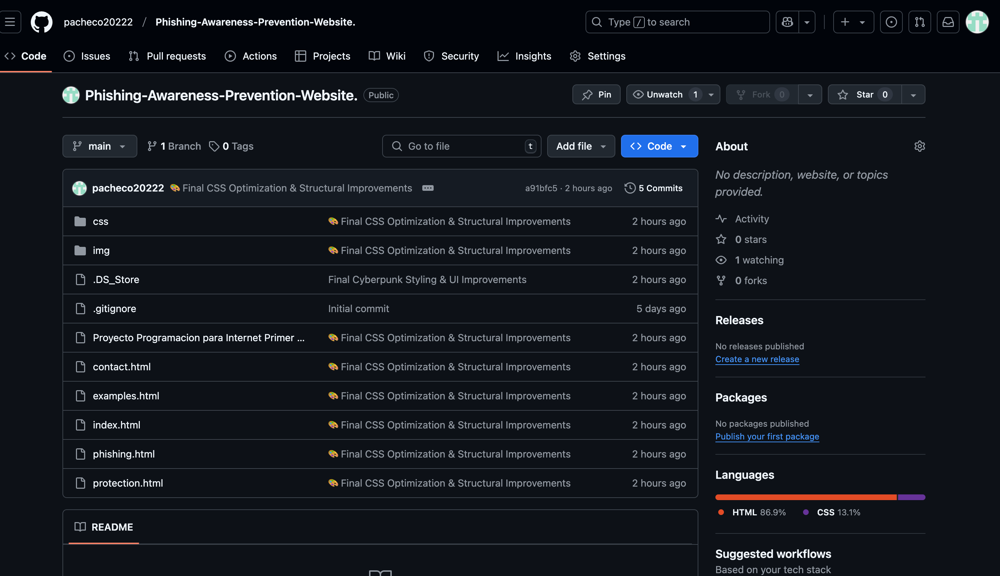 pacheco20222 / Phishing-Awareness-Prevention-Website.
Type / to search
Code Issues Pull requests Actions Projects Wiki Security Insights Settings
Phishing-Awareness-Prevention-Website. Public
Pin Unwatch 1 Fork 0 Star 0
main 1 Branch 0 Tags
Go to file t Add file Code
pacheco20222 🎨 Final CSS Optimization & Structural Improvements a91bfc5 · 2 hours ago 5 Commits
css 🎨 Final CSS Optimization & Structural Improvements 2 hours ago
img 🎨 Final CSS Optimization & Structural Improvements 2 hours ago
.DS_Store Final Cyberpunk Styling & UI Improvements 2 hours ago
.gitignore Initial commit 5 days ago
Proyecto Programacion para Internet Primer ... 🎨 Final CSS Optimization & Structural Improvements 2 hours ago
contact.html 🎨 Final CSS Optimization & Structural Improvements 2 hours ago
examples.html 🎨 Final CSS Optimization & Structural Improvements 2 hours ago
index.html 🎨 Final CSS Optimization & Structural Improvements 2 hours ago
phishing.html 🎨 Final CSS Optimization & Structural Improvements 2 hours ago
protection.html 🎨 Final CSS Optimization & Structural Improvements 2 hours ago
README
About
No description, website, or topics
provided.
Activity
0 stars
1 watching
0 forks
Releases
No releases published
Create a new release
Packages
No packages published
Publish your first package
Languages
HTML 86.9% CSS 13.1%
Suggested workflows
Based on your tech stack